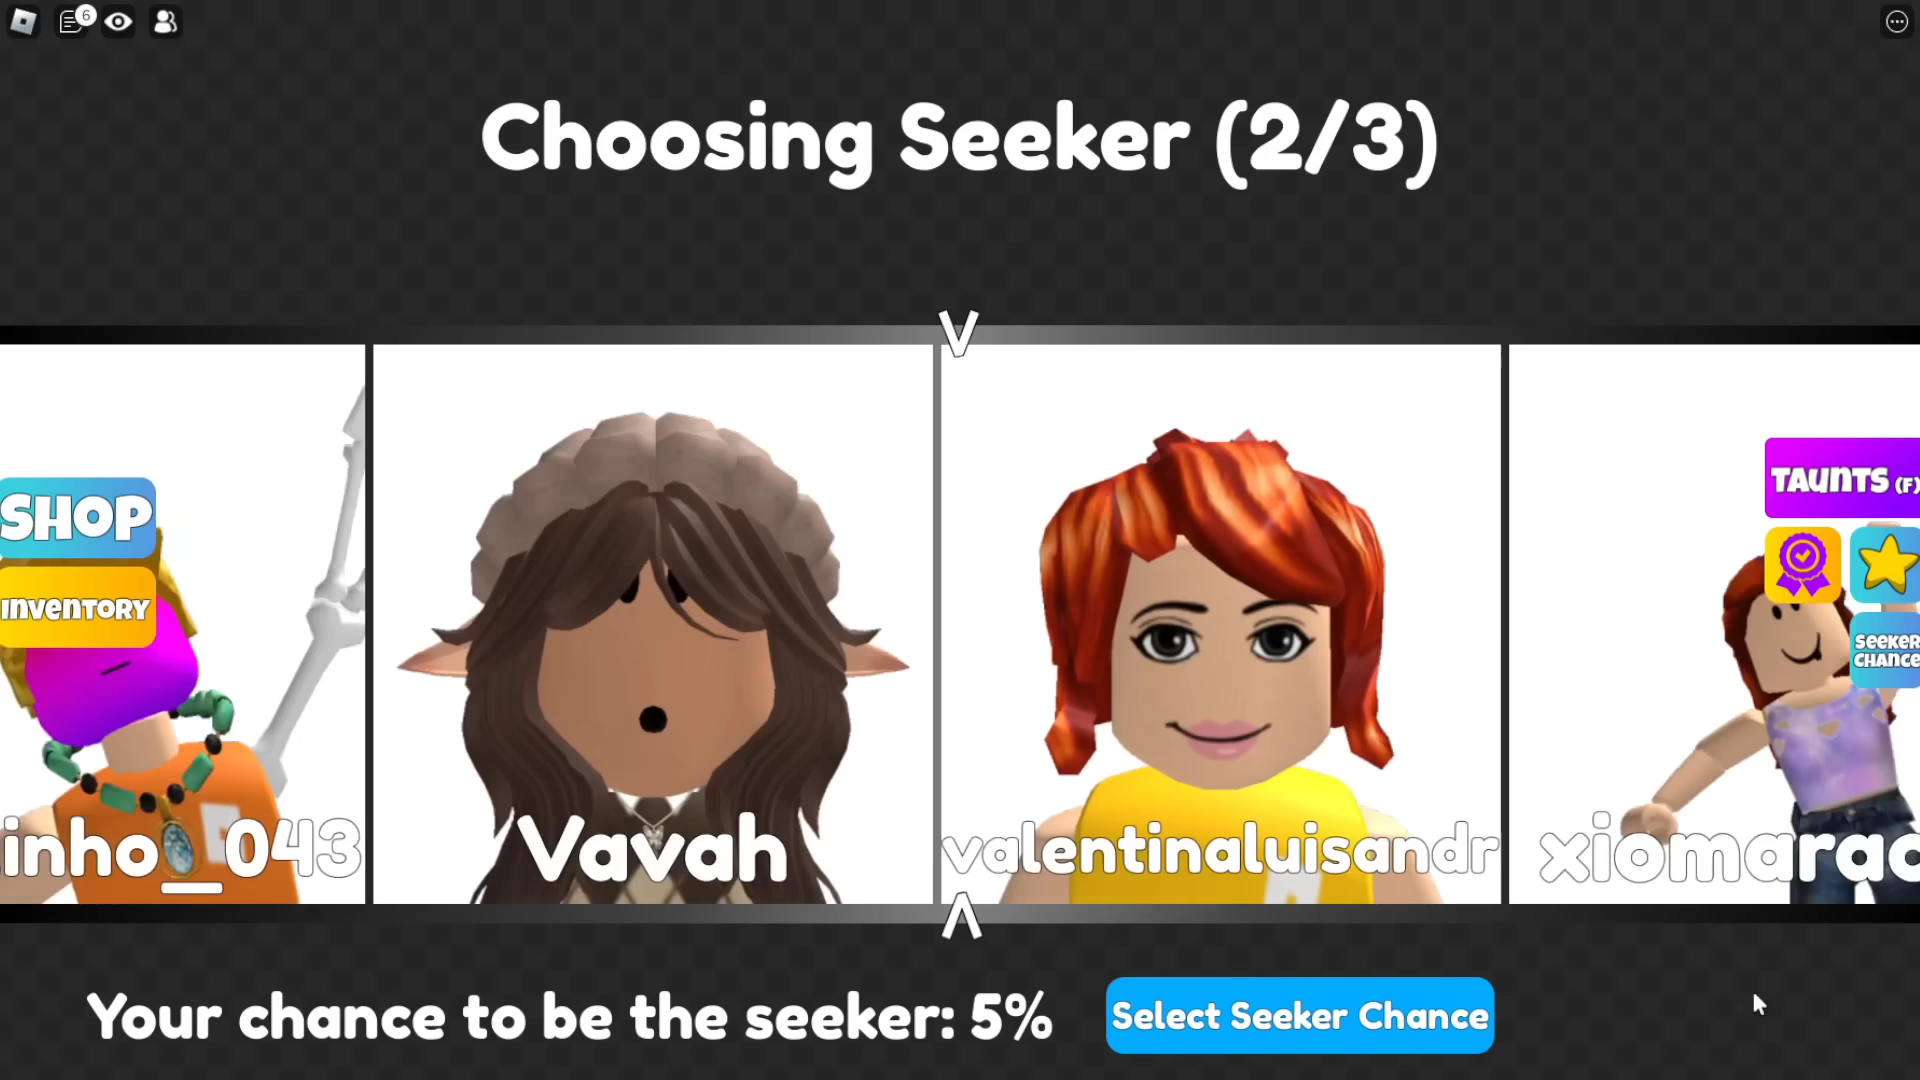 6
Choosing Seeker (2/3)
V
SHOP
INVENTORY
TAUNTS (F)
SEEKER
CHANCE
inho_043
Vavah
valentinaluisandr
xiomarac
Your chance to be the seeker: 5%
Select Seeker Chance